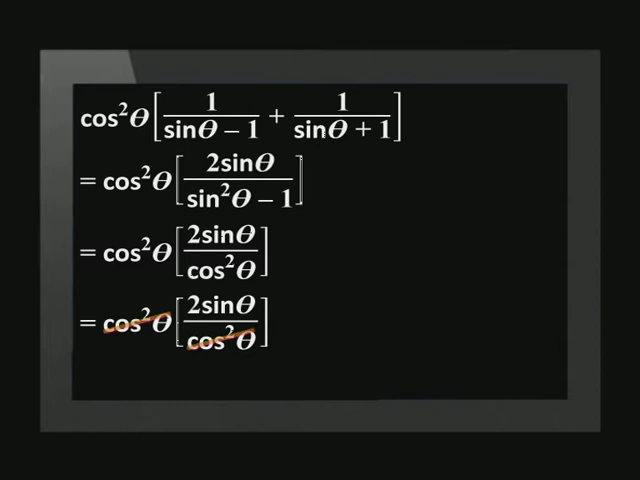 cos²θ[1/(sinθ − 1) + 1/(sinθ + 1)]
= cos²θ[2sinθ/(sin²θ − 1)]
= cos²θ[2sinθ/cos²θ]
= cos²θ[2sinθ/cos²θ]